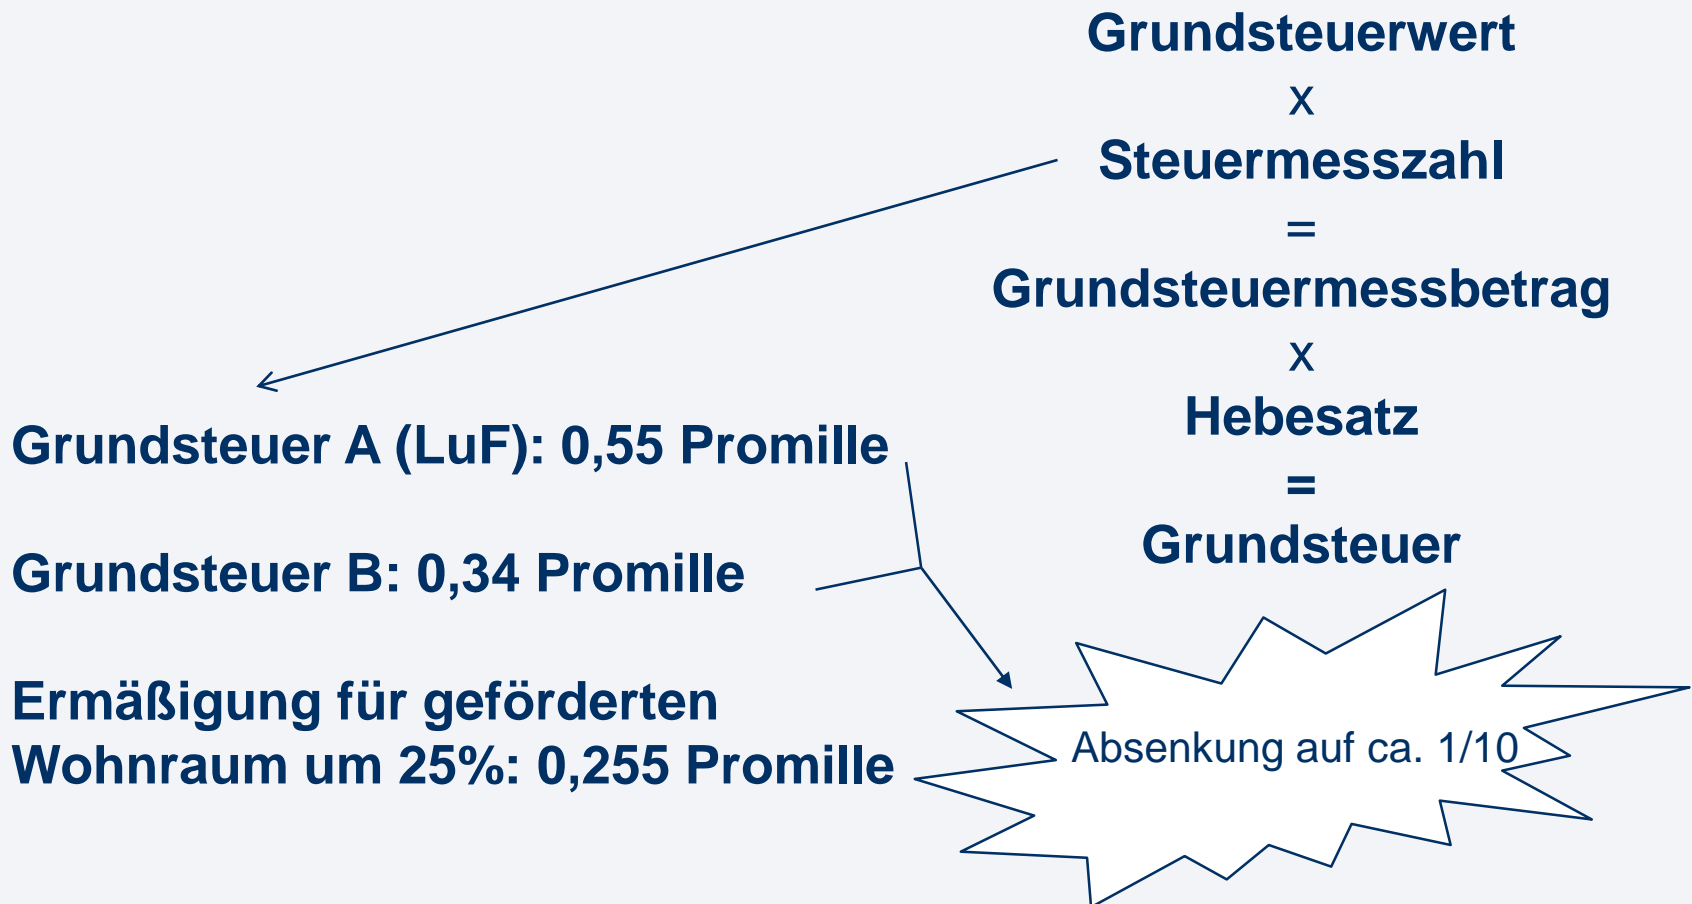 Grundsteuerwert
x
Steuermesszahl
=
Grundsteuermessbetrag
x
Hebesatz
=
Grundsteuer
Grundsteuer A (LuF): 0,55 Promille
Grundsteuer B: 0,34 Promille
Ermäßigung für geförderten
Wohnraum um 25%: 0,255 Promille
Absenkung auf ca. 1/10